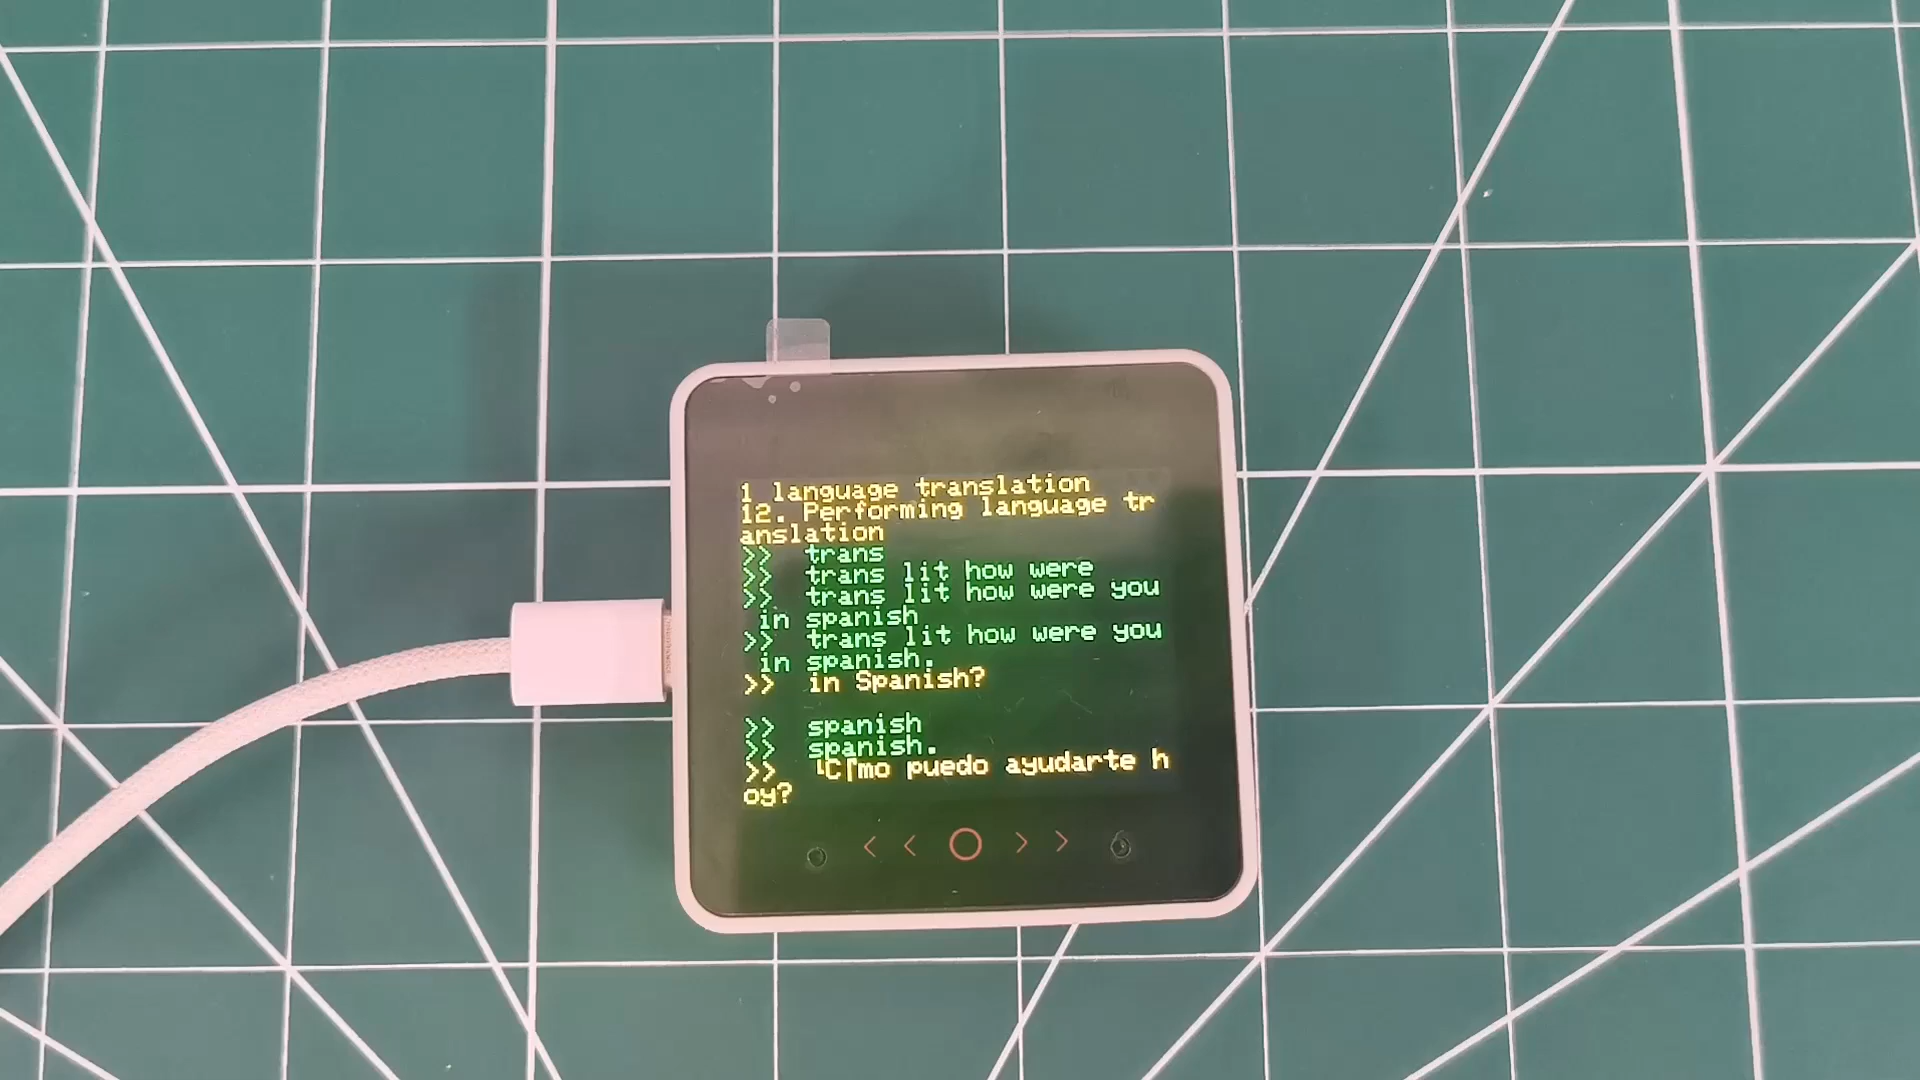 1 language translation
12. Performing language tr
anslation
>> trans
>> trans lit how were
>> trans lit how were you
in spanish
>> trans lit how were you
in spanish.
>> in Spanish?
>> spanish
>> spanish.
>> └C┌mo puedo ayudarte h
oy?
< < ○ > >